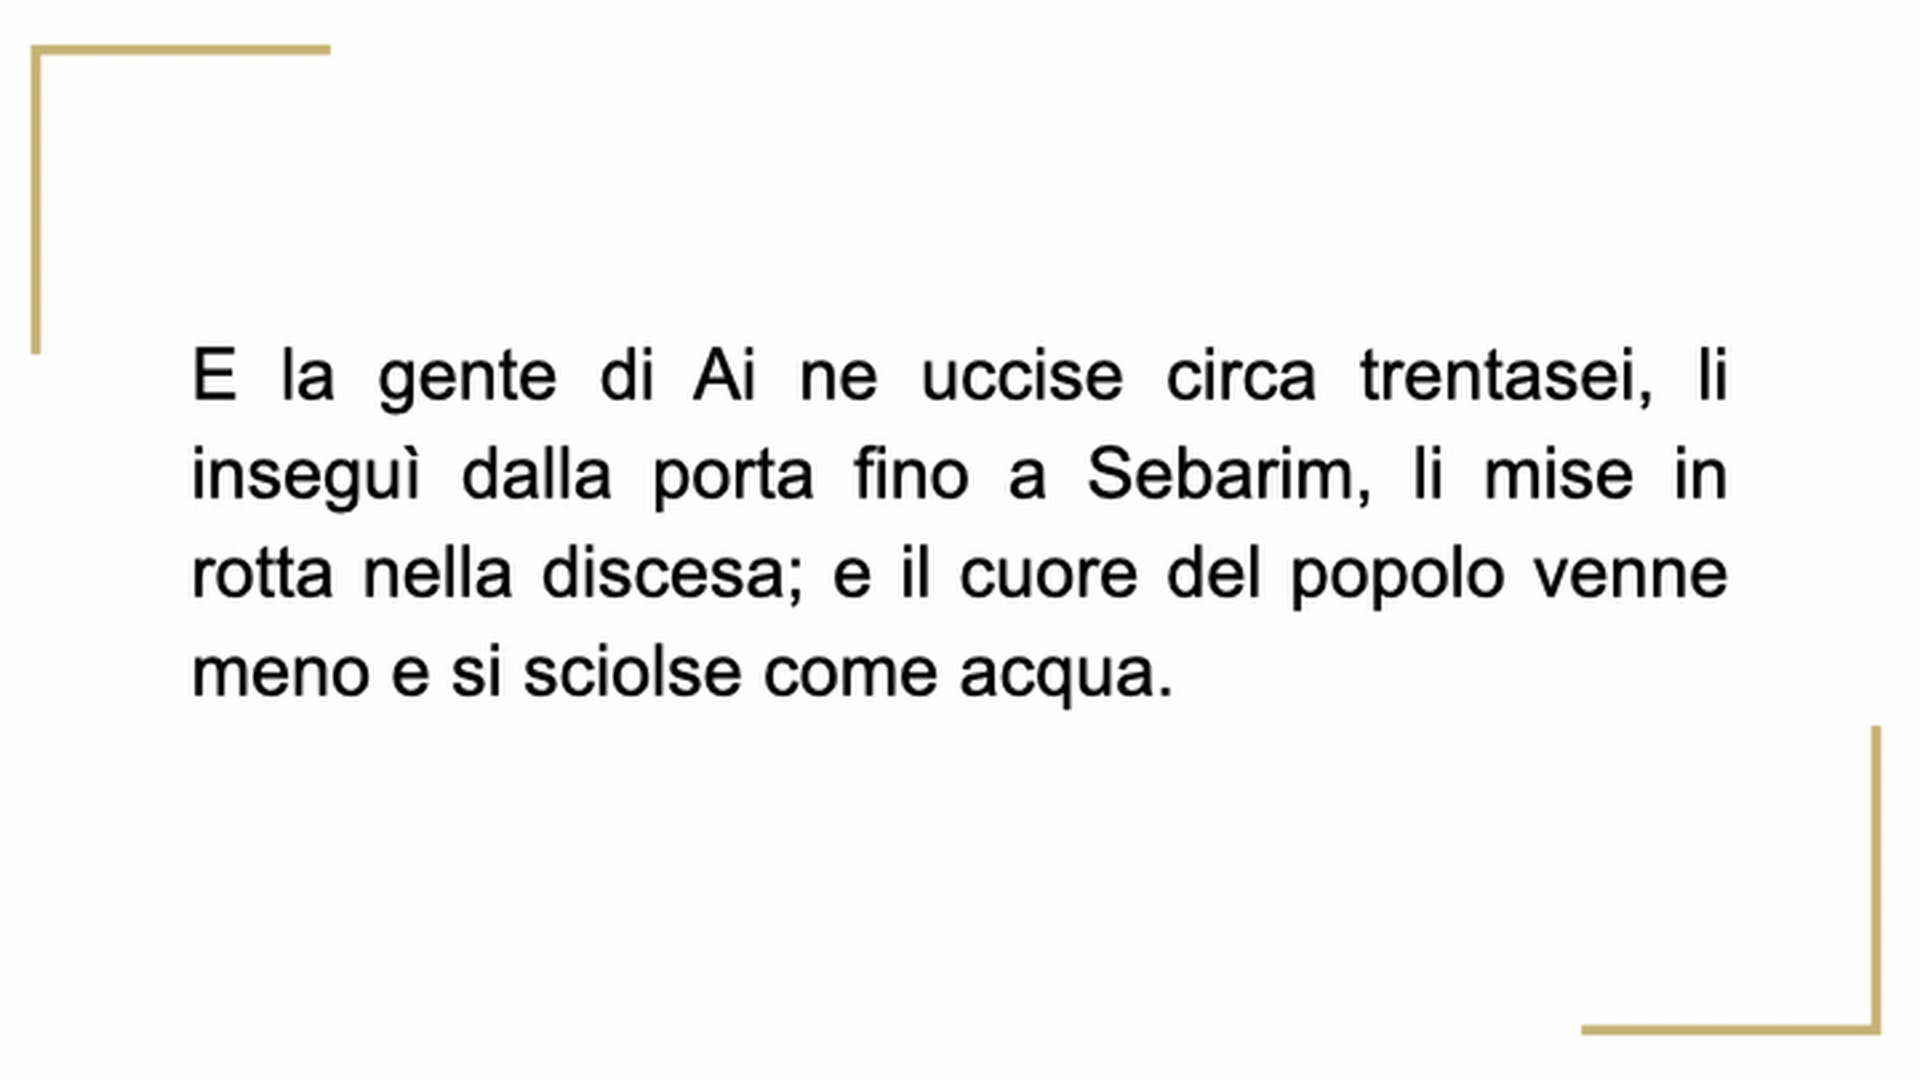 E la gente di Ai ne uccise circa trentasei, li
inseguì dalla porta fino a Sebarim, li mise in
rotta nella discesa; e il cuore del popolo venne
meno e si sciolse come acqua.